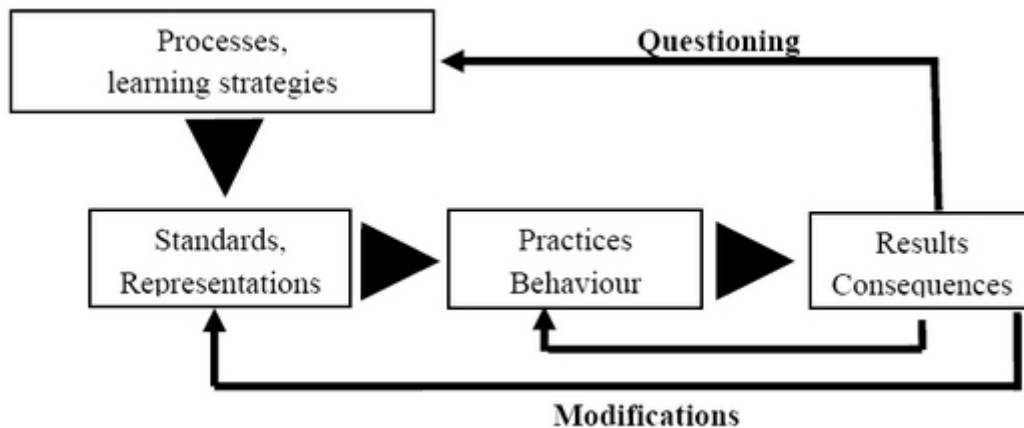 Processes,
learning strategies
Questioning
Standards,
Representations
Practices
Behaviour
Results
Consequences
Modifications